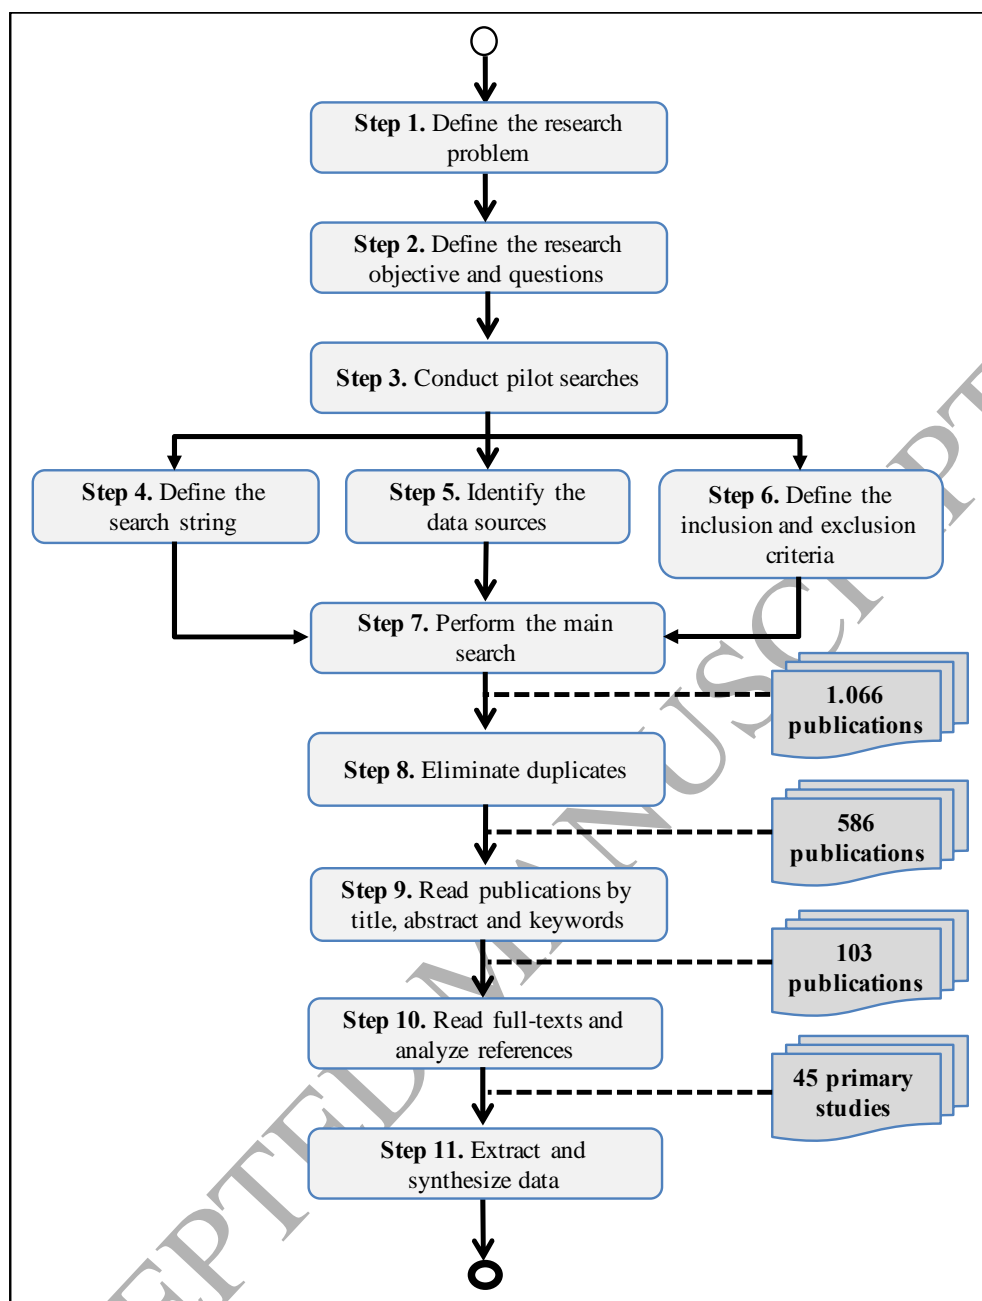 Step 1. Define the research
problem
Step 2. Define the research
objective and questions
Step 3. Conduct pilot searches
Step 4. Define the
search string
Step 5. Identify the
data sources
Step 6. Define the
inclusion and exclusion
criteria
Step 7. Perform the main
search
1.066
publications
Step 8. Eliminate duplicates
586
publications
Step 9. Read publications by
title, abstract and keywords
103
publications
Step 10. Read full-texts and
analyze references
45 primary
studies
Step 11. Extract and
synthesize data
EPTED MANUSCRIPT